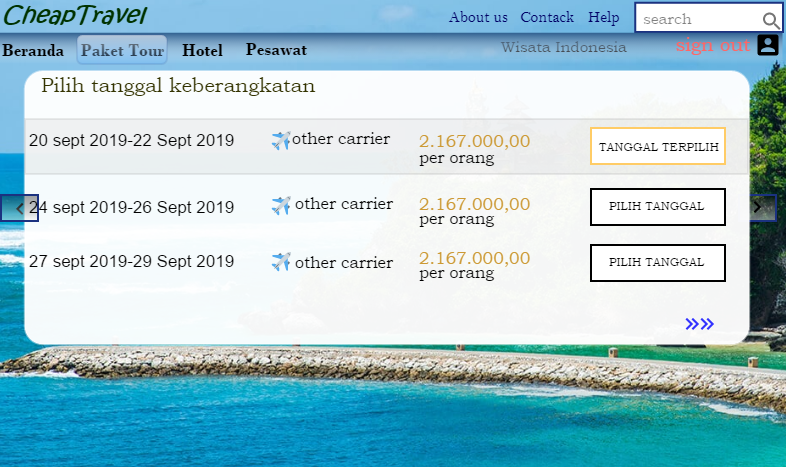 CheapTravel
About us Contack Help search
Beranda Paket Tour Hotel Pesawat Wisata Indonesia sign out
Pilih tanggal keberangkatan
20 sept 2019-22 Sept 2019 other carrier 2.167.000,00 TANGGAL TERPILIH
per orang
24 sept 2019-26 Sept 2019 other carrier 2.167.000,00 PILIH TANGGAL
per orang
27 sept 2019-29 Sept 2019 other carrier 2.167.000,00 PILIH TANGGAL
per orang